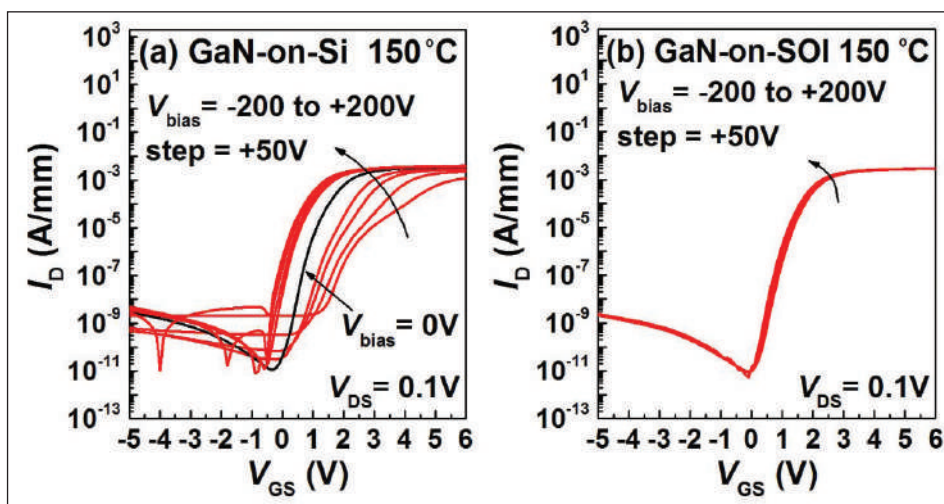 (a) GaN-on-Si 150 °C
V_bias = -200 to +200V
step = +50V
V_bias = 0V
V_DS = 0.1V
10^3
10^1
10^-1
10^-3
10^-5
10^-7
10^-9
10^-11
10^-13
I_D (A/mm)
-5 -4 -3 -2 -1 0 1 2 3 4 5 6
V_GS (V)
(b) GaN-on-SOI 150 °C
V_bias = -200 to +200V
step = +50V
V_DS = 0.1V
10^3
10^1
10^-1
10^-3
10^-5
10^-7
10^-9
10^-11
10^-13
I_D (A/mm)
-5 -4 -3 -2 -1 0 1 2 3 4 5 6
V_GS (V)